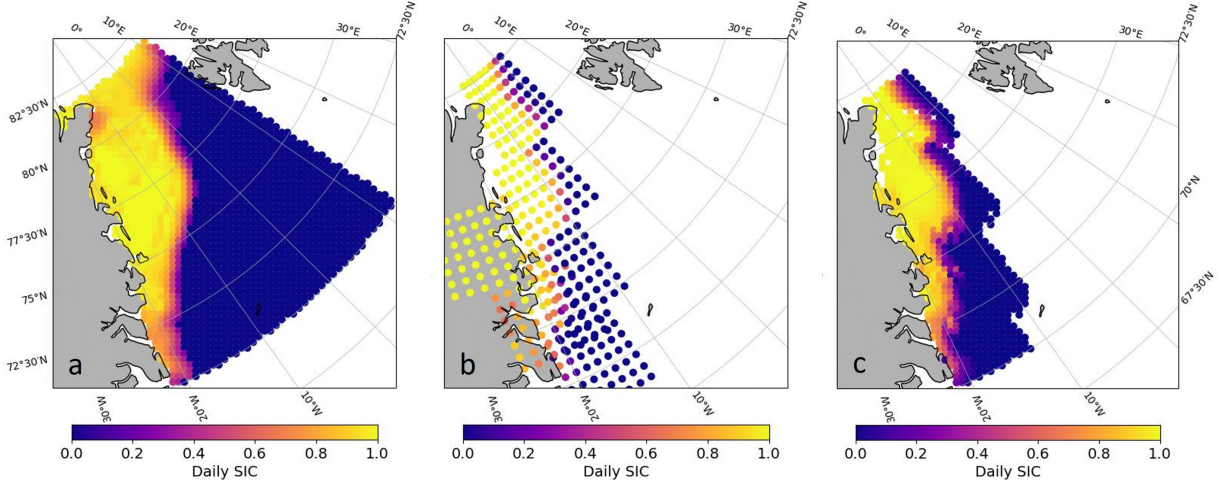 0° 10°E 20°E 30°E 72°30'N
82°30'N
80°N
77°30'N
75°N
72°30'N
a
30°W 20°W 10°W
0.0 0.2 0.4 0.6 0.8 1.0
Daily SIC
0° 10°E 20°E 30°E 72°30'N
b
30°W 20°W 10°W
0.0 0.2 0.4 0.6 0.8 1.0
Daily SIC
0° 10°E 20°E 30°E 72°30'N
70°N
67°30'N
c
30°W 20°W 10°W
0.0 0.2 0.4 0.6 0.8 1.0
Daily SIC